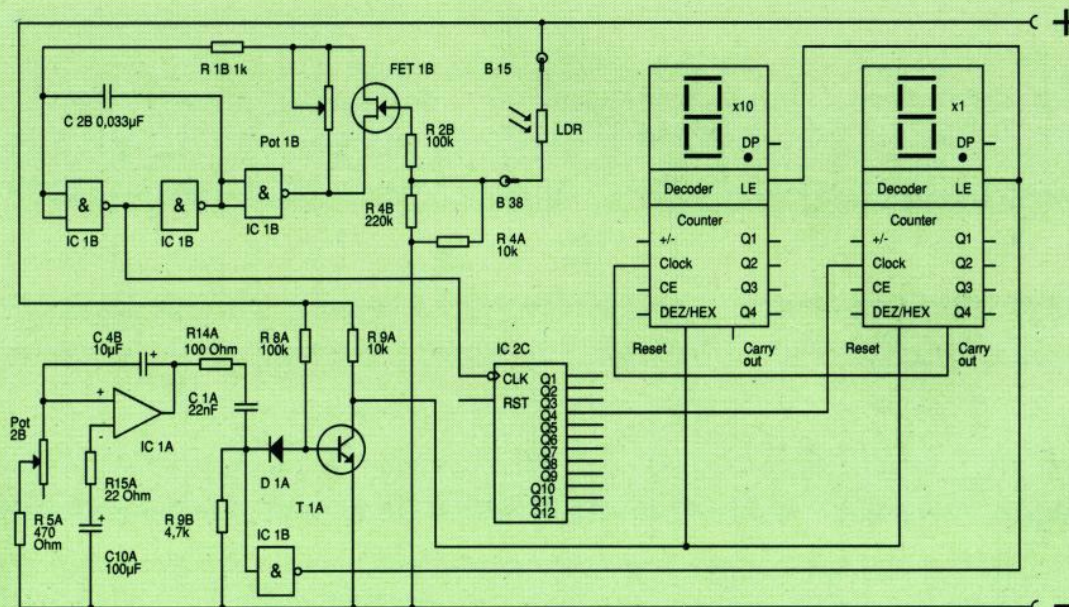 +
R 1B 1k
FET 1B
B 15
C 2B 0,033µF
Pot 1B
R 2B
100k
LDR
x10
x1
DP
DP
&
&
&
IC 1B
IC 1B
IC 1B
R 4B
220k
B 38
R 4A
10k
Decoder
LE
Decoder
LE
Counter
Counter
+/-
Q1
+/-
Q1
Clock
Q2
Clock
Q2
CE
Q3
CE
Q3
DEZ/HEX
Q4
DEZ/HEX
Q4
Reset
Carry
out
Reset
Carry
out
C 4B
10µF
+
R14A
100 Ohm
R 8A
100k
R 9A
10k
IC 2C
CLK
RST
Q1
Q2
Q3
Q4
Q5
Q6
Q7
Q8
Q9
Q10
Q11
Q12
C 1A
22nF
Pot
2B
+
-
IC 1A
D 1A
T 1A
R15A
22 Ohm
R 5A
470
Ohm
+
C10A
100µF
R 9B
4,7k
IC 1B
&
-